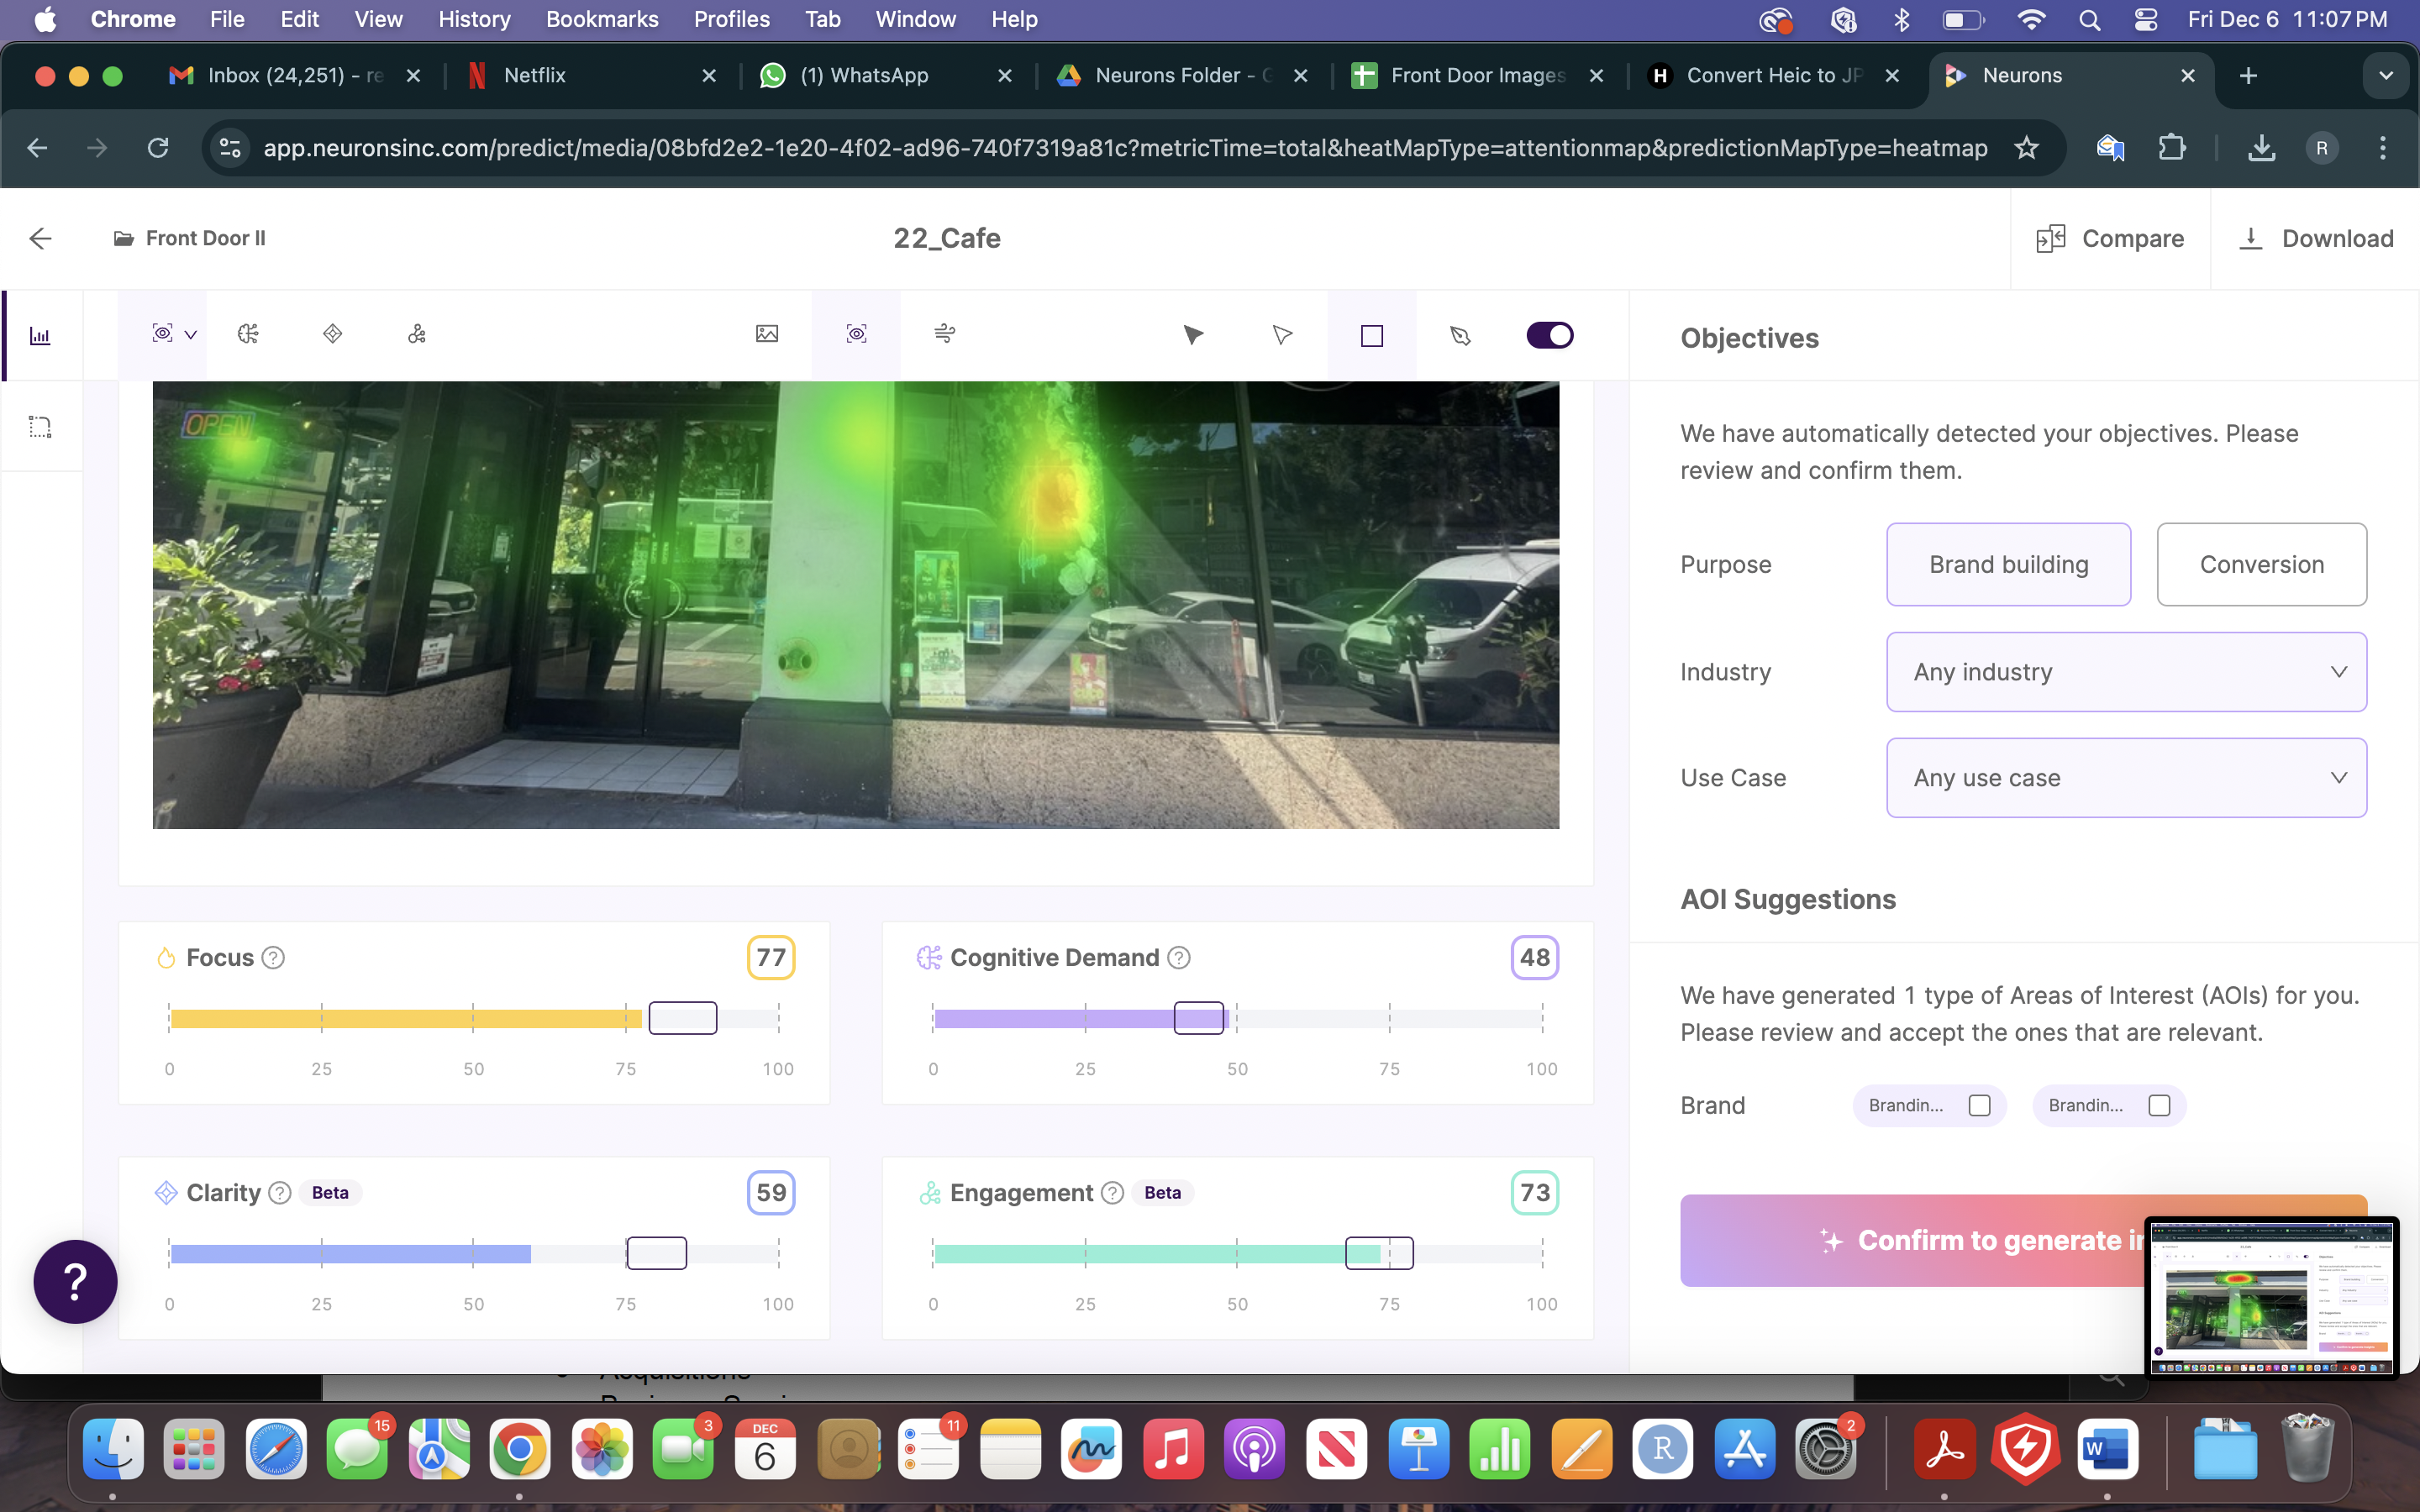 Chrome File Edit View History Bookmarks Profiles Tab Window Help Fri Dec 6 11:07 PM
Inbox (24,251) - re Netflix (1) WhatsApp Neurons Folder - G Front Door Images Convert Heic to JP Neurons
app.neuronsinc.com/predict/media/08bfd2e2-1e20-4f02-ad96-740f7319a81c?metricTime=total&heatMapType=attentionmap&predictionMapType=heatmap R
Front Door II 22_Cafe Compare Download
Objectives
We have automatically detected your objectives. Please
review and confirm them.
Purpose Brand building Conversion
Industry Any industry
Use Case Any use case
OPEN
AOI Suggestions
We have generated 1 type of Areas of Interest (AOIs) for you.
Please review and accept the ones that are relevant.
Brand Brandin... Brandin...
Confirm to generate in
Focus ? 77
0 25 50 75 100
Cognitive Demand ? 48
0 25 50 75 100
Clarity ? Beta 59
0 25 50 75 100
Engagement ? Beta 73
0 25 50 75 100
?
15 3 DEC 6 11 R 2 W